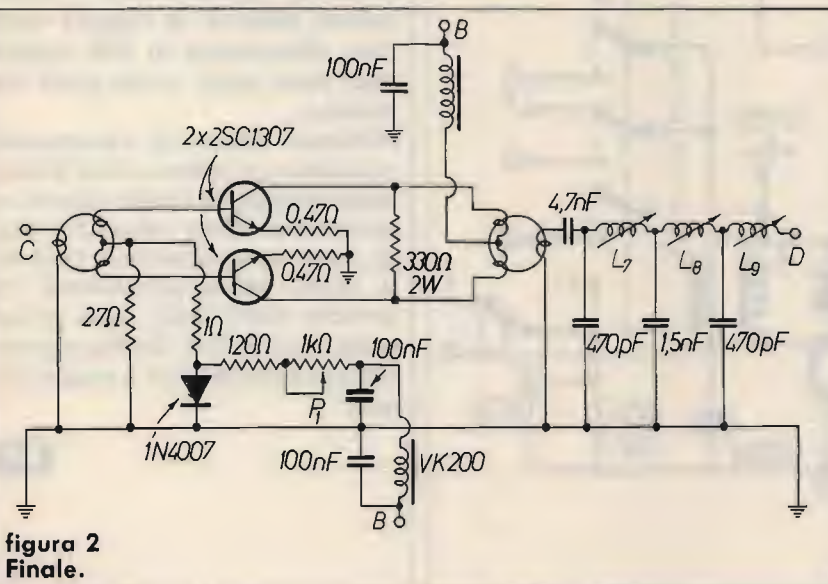 B
100nF
2x2SC1307
4,7nF
0.47Ω
C
0.47Ω
330Ω
2W
L7
L8
L9
D
27Ω
1Ω
120Ω
1kΩ
100nF
470pF
1,5nF
470pF
P1
1N4007
100nF
VK200
B
figura 2
Finale.